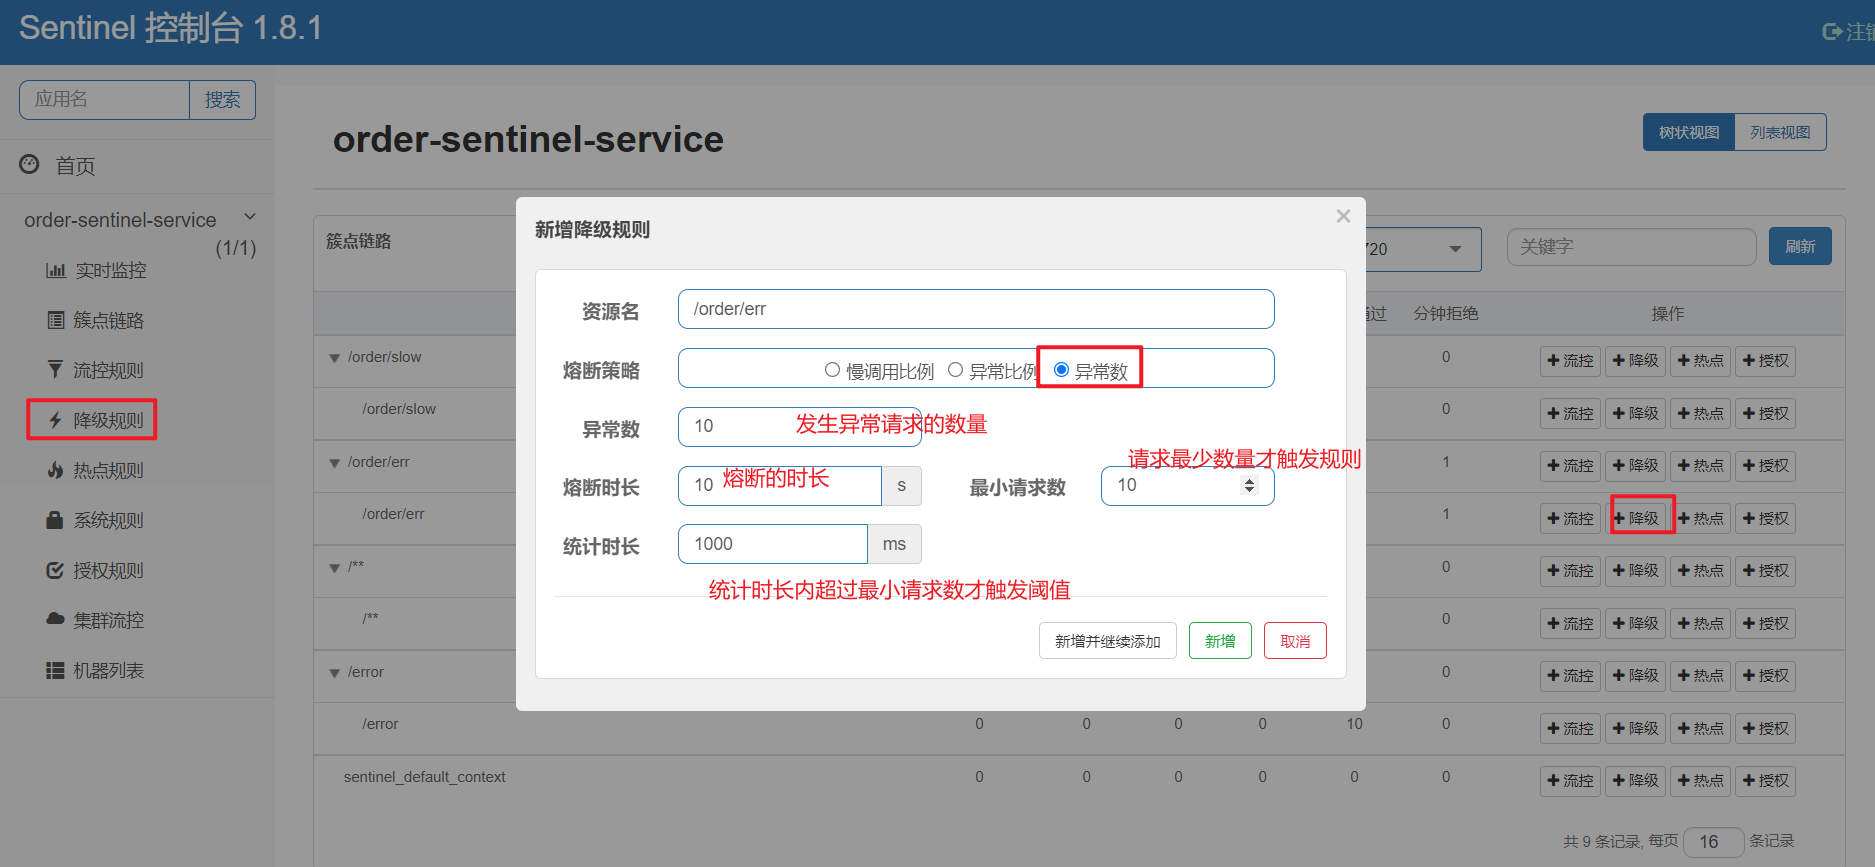 Sentinel 控制台 1.8.1
注销
应用名 搜索
首页
order-sentinel-service
(1/1)
实时监控
簇点链路
流控规则
降级规则
热点规则
系统规则
授权规则
集群流控
机器列表
order-sentinel-service
树状视图 列表视图
簇点链路
720
关键字
刷新
通过 分钟拒绝 操作
/order/slow 0 流控 降级 热点 授权
/order/slow 0 流控 降级 热点 授权
/order/err 1 流控 降级 热点 授权
/order/err 1 流控 降级 热点 授权
/** 0 流控 降级 热点 授权
/** 0 流控 降级 热点 授权
/error 0 流控 降级 热点 授权
/error 0 0 0 0 10 0 流控 降级 热点 授权
sentinel_default_context 0 0 0 0 0 0 流控 降级 热点 授权
共 9 条记录, 每页 16 条记录
新增降级规则 ×
资源名 /order/err
熔断策略 慢调用比例 异常比例 异常数
异常数 10 发生异常请求的数量
请求最少数量才触发规则
熔断时长 10 熔断的时长 s 最小请求数 10
统计时长 1000 ms
统计时长内超过最小请求数才触发阈值
新增并继续添加 新增 取消